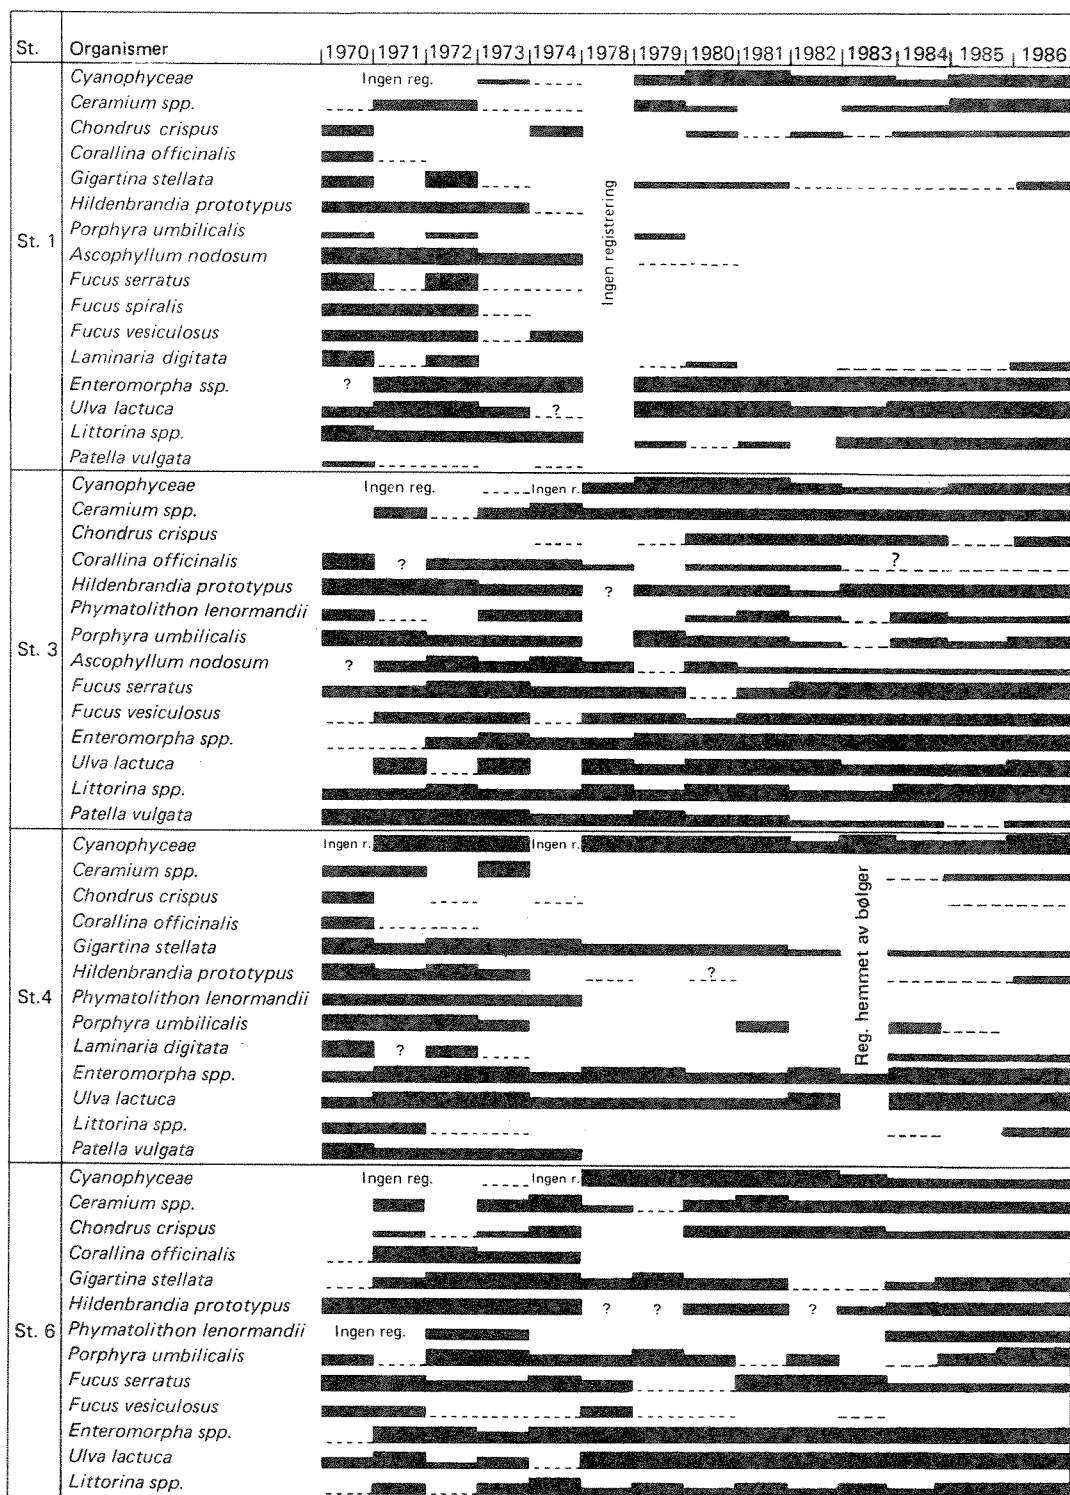 St. Organismer 1970 1971 1972 1973 1974 1978 1979 1980 1981 1982 1983 1984 1985 1986
Cyanophyceae Ingen reg.
Ceramium spp.
Chondrus crispus
Corallina officinalis
Gigartina stellata
Hildenbrandia prototypus
Porphyra umbilicalis
St. 1
Ascophyllum nodosum
Fucus serratus
Fucus spiralis
Fucus vesiculosus
Laminaria digitata
Enteromorpha ssp. ?
Ulva lactuca ?
Littorina spp.
Patella vulgata
Ingen registrering
Cyanophyceae Ingen reg. Ingen r.
Ceramium spp.
Chondrus crispus
Corallina officinalis ? ?
Hildenbrandia prototypus ?
Phymatolithon lenormandii
Porphyra umbilicalis
St. 3
Ascophyllum nodosum ?
Fucus serratus
Fucus vesiculosus
Enteromorpha spp.
Ulva lactuca
Littorina spp.
Patella vulgata
Cyanophyceae Ingen r. Ingen r.
Ceramium spp.
Chondrus crispus
Corallina officinalis
Gigartina stellata
Hildenbrandia prototypus ?
St.4
Phymatolithon lenormandii
Porphyra umbilicalis
Laminaria digitata ?
Enteromorpha spp.
Ulva lactuca
Littorina spp.
Patella vulgata
Reg. hemmet av bølger
Cyanophyceae Ingen reg. Ingen r.
Ceramium spp.
Chondrus crispus
Corallina officinalis
Gigartina stellata
Hildenbrandia prototypus ? ? ?
St. 6 Phymatolithon lenormandii Ingen reg.
Porphyra umbilicalis
Fucus serratus
Fucus vesiculosus
Enteromorpha spp.
Ulva lactuca
Littorina spp.